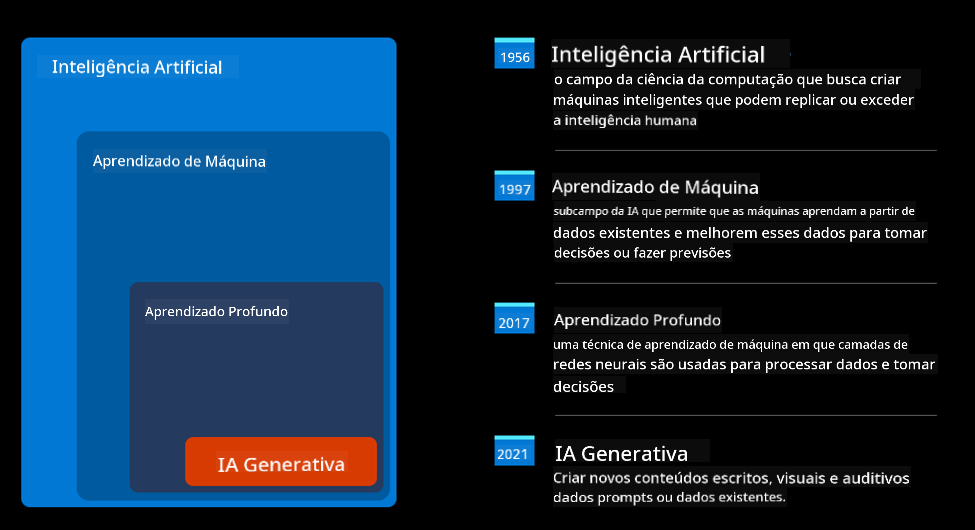 Inteligência Artificial
Aprendizado de Máquina
Aprendizado Profundo
IA Generativa
1956
Inteligência Artificial
o campo da ciência da computação que busca criar
máquinas inteligentes que podem replicar ou exceder
a inteligência humana
1997
Aprendizado de Máquina
subcampo da IA que permite que as máquinas aprendam a partir de
dados existentes e melhorem esses dados para tomar
decisões ou fazer previsões
2017
Aprendizado Profundo
uma técnica de aprendizado de máquina em que camadas de
redes neurais são usadas para processar dados e tomar
decisões
2021
IA Generativa
Criar novos conteúdos escritos, visuais e auditivos
dados prompts ou dados existentes.